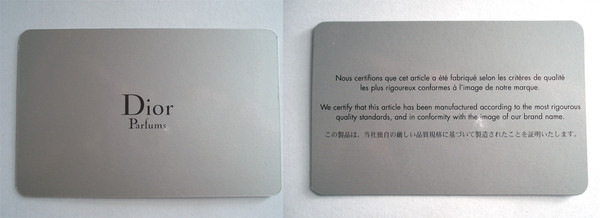 Dior
Parfums
Nous certifions que cet article a été fabriqué selon les critères de qualité
les plus rigoureux conformes à l'image de notre marque.
We certify that this article has been manufactured according to the most rigourous
quality standards, and in conformity with the image of our brand name.
この製品は、当社独自の厳しい品質規格に基づいて製造されたことを証明いたします。